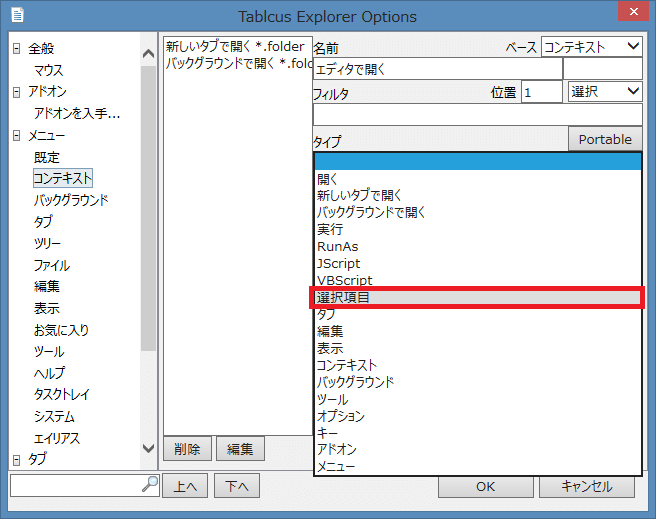 Tablcus Explorer Options
全般
マウス
アドオン
アドオンを入手...
メニュー
既定
コンテキスト
バックグラウンド
タブ
ツリー
ファイル
編集
表示
お気に入り
ツール
ヘルプ
タスクトレイ
システム
エイリアス
タブ
新しいタブで開く *.folder
バックグラウンドで開く *.fold
削除
編集
上へ
下へ
名前
ベース
コンテキスト
エディタで開く
フィルタ
位置
1
選択
タイプ
Portable
開く
新しいタブで開く
バックグラウンドで開く
実行
RunAs
JScript
VBScript
選択項目
タブ
編集
表示
コンテキスト
バックグラウンド
ツール
オプション
キー
アドオン
メニュー
OK
キャンセル